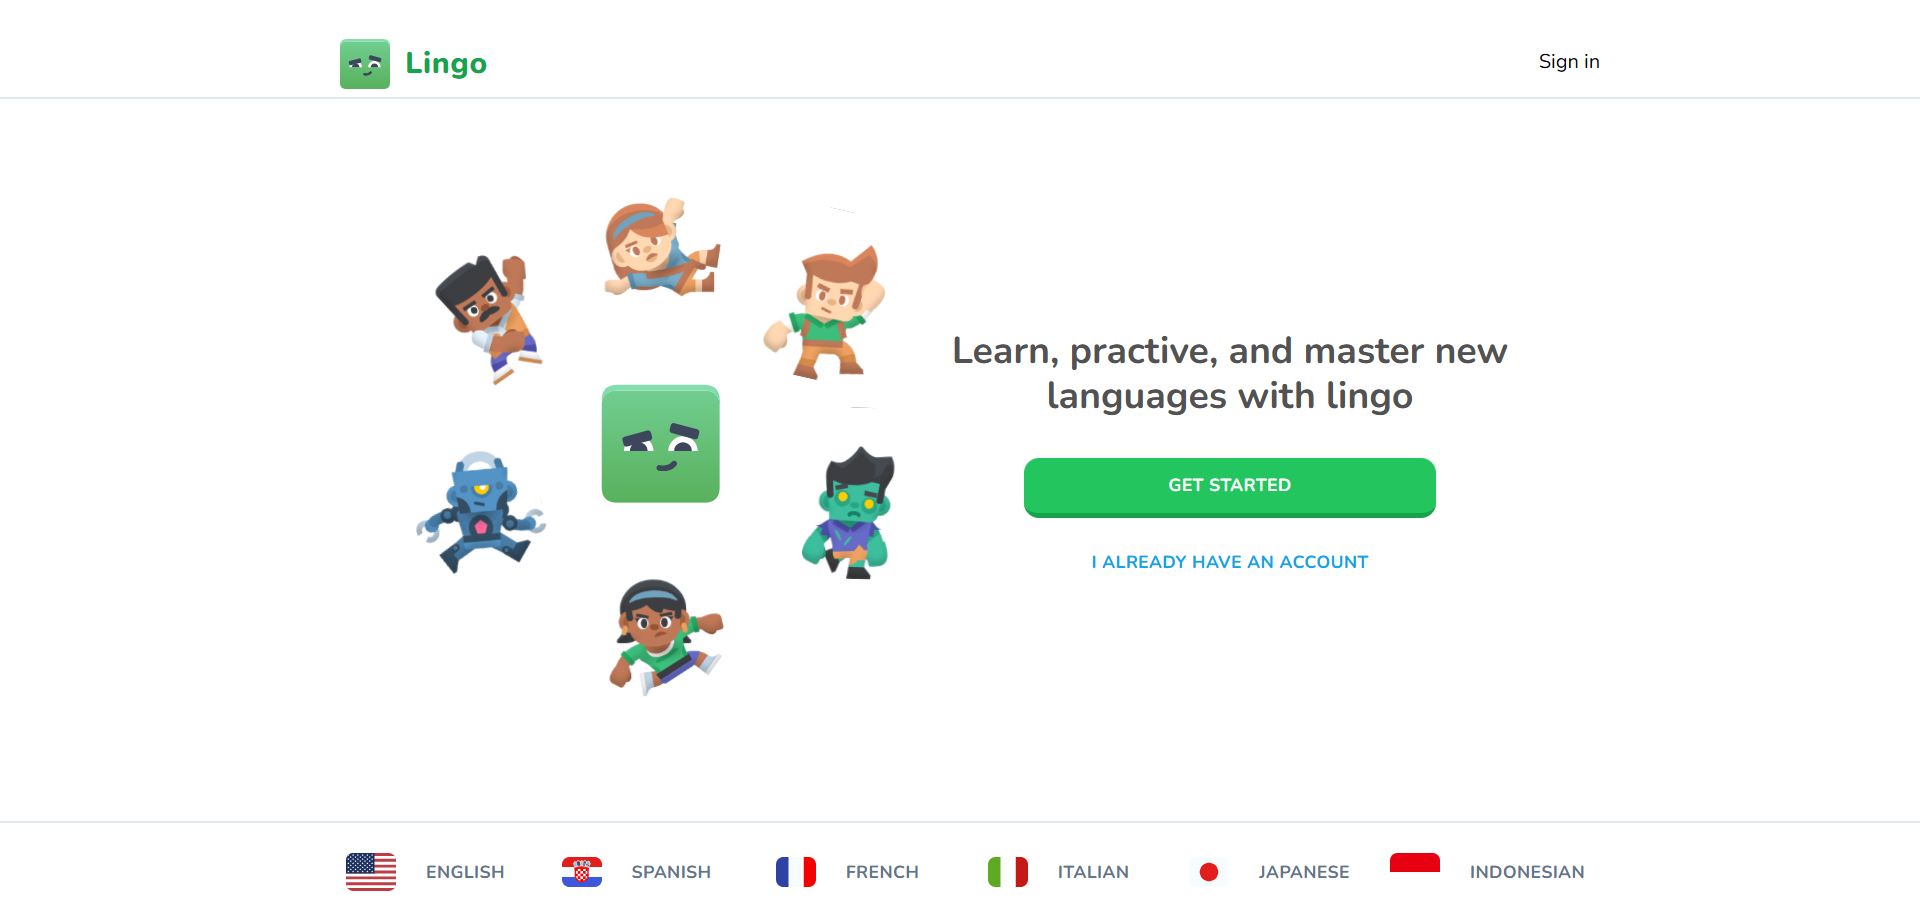 Lingo
Sign in
Learn, practive, and master new
languages with lingo
GET STARTED
I ALREADY HAVE AN ACCOUNT
ENGLISH SPANISH FRENCH ITALIAN JAPANESE INDONESIAN